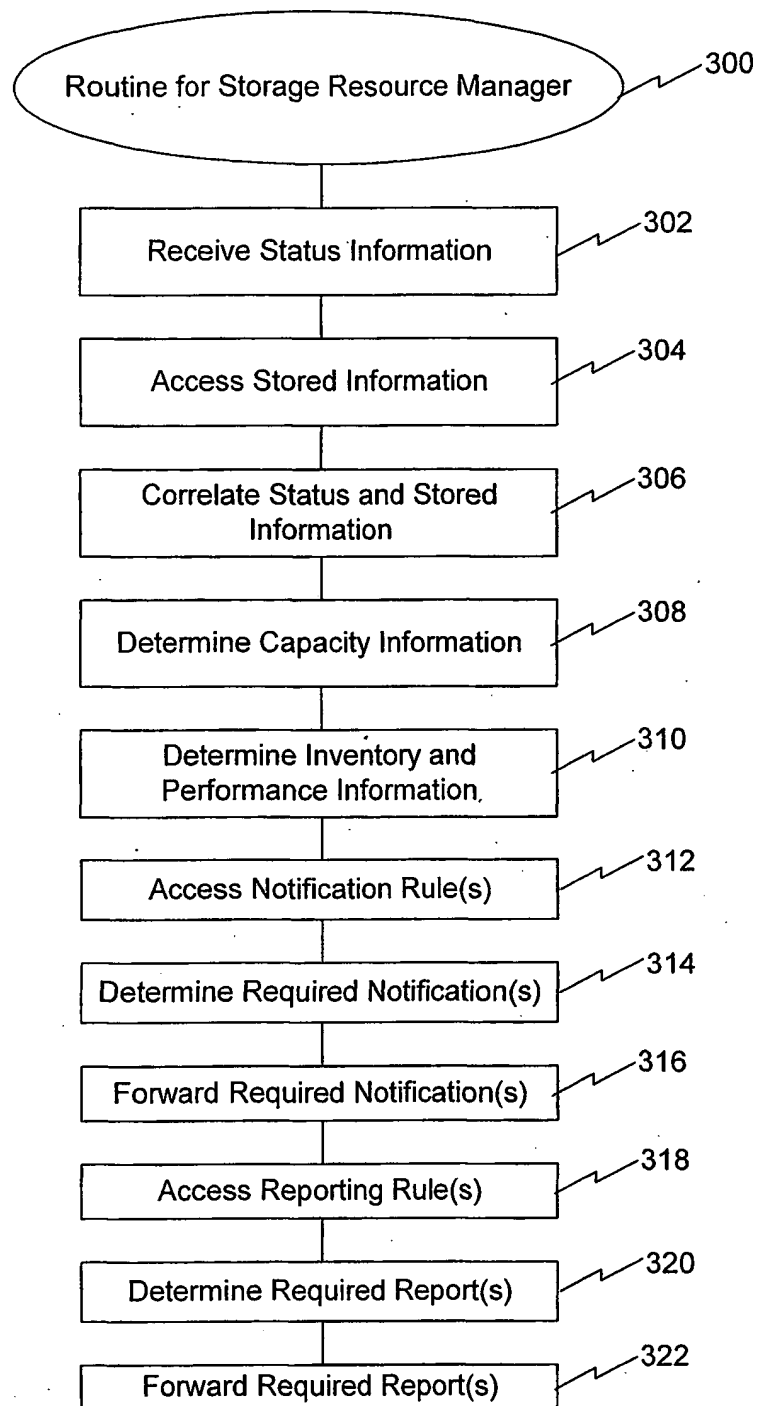 Routine for Storage Resource Manager
300
Receive Status Information
302
Access Stored Information
304
Correlate Status and Stored
Information
306
Determine Capacity Information
308
Determine Inventory and
Performance Information
310
Access Notification Rule(s)
312
Determine Required Notification(s)
314
Forward Required Notification(s)
316
Access Reporting Rule(s)
318
Determine Required Report(s)
320
Forward Required Report(s)
322